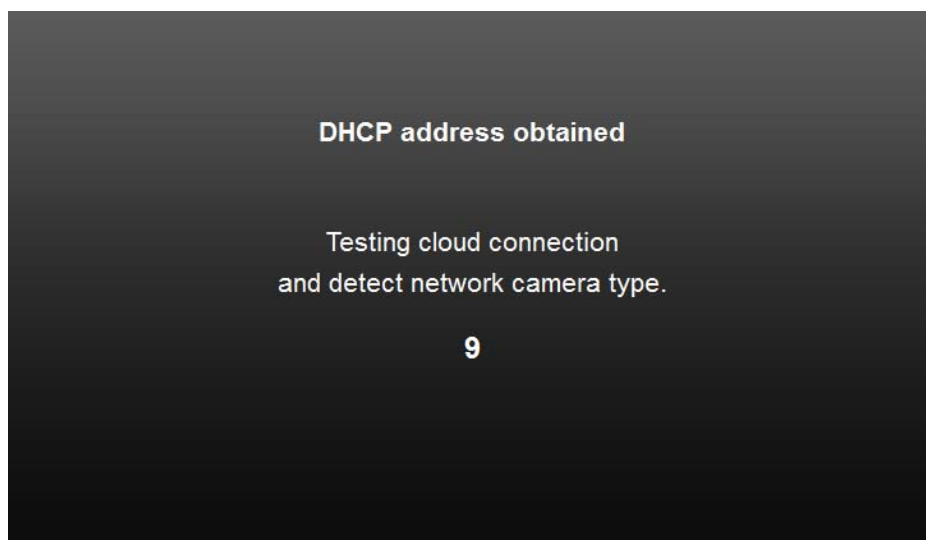 DHCP address obtained
Testing cloud connection
and detect network camera type.
9